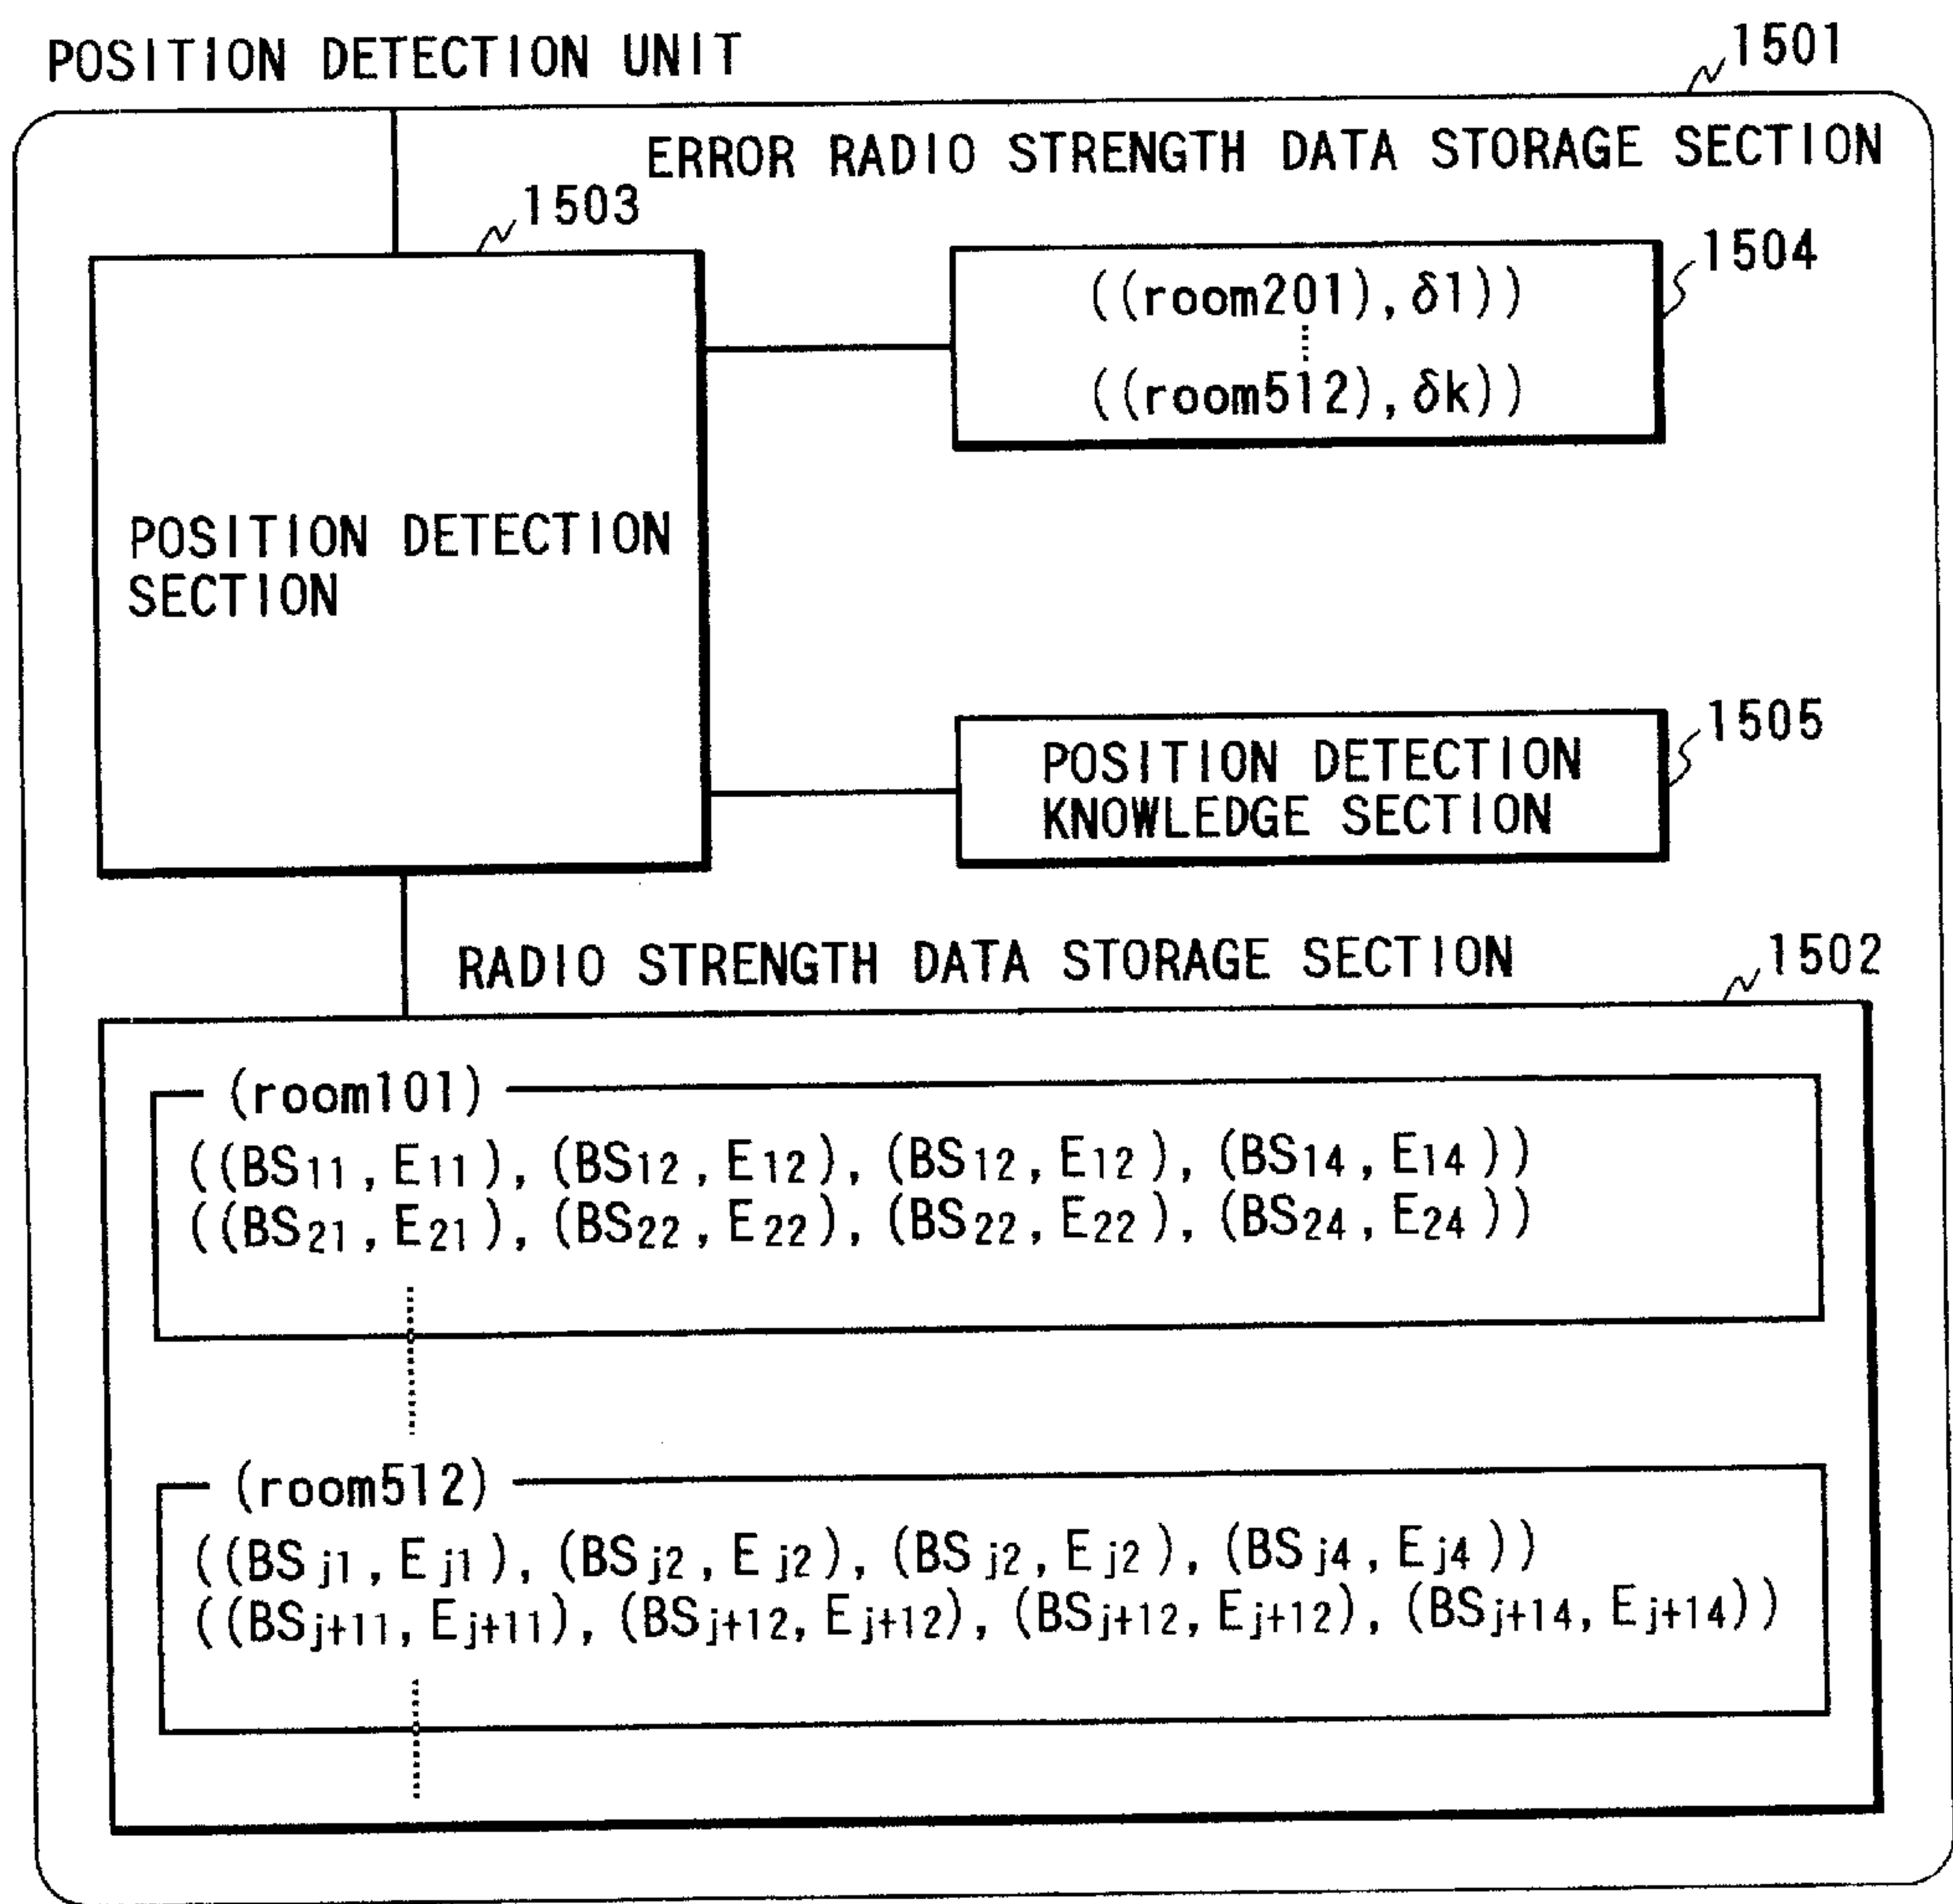 POSITION DETECTION UNIT
1501
ERROR RADIO STRENGTH DATA STORAGE SECTION
1503
1504
((room201), δ1))
((room512), δk))
POSITION DETECTION
SECTION
1505
POSITION DETECTION
KNOWLEDGE SECTION
RADIO STRENGTH DATA STORAGE SECTION
1502
(room101)
((BS11, E11), (BS12, E12), (BS12, E12), (BS14, E14))
((BS21, E21), (BS22, E22), (BS22, E22), (BS24, E24))
(room512)
((BSj1, Ej1), (BSj2, Ej2), (BSj2, Ej2), (BSj4, Ej4))
((BSj+11, Ej+11), (BSj+12, Ej+12), (BSj+12, Ej+12), (BSj+14, Ej+14))